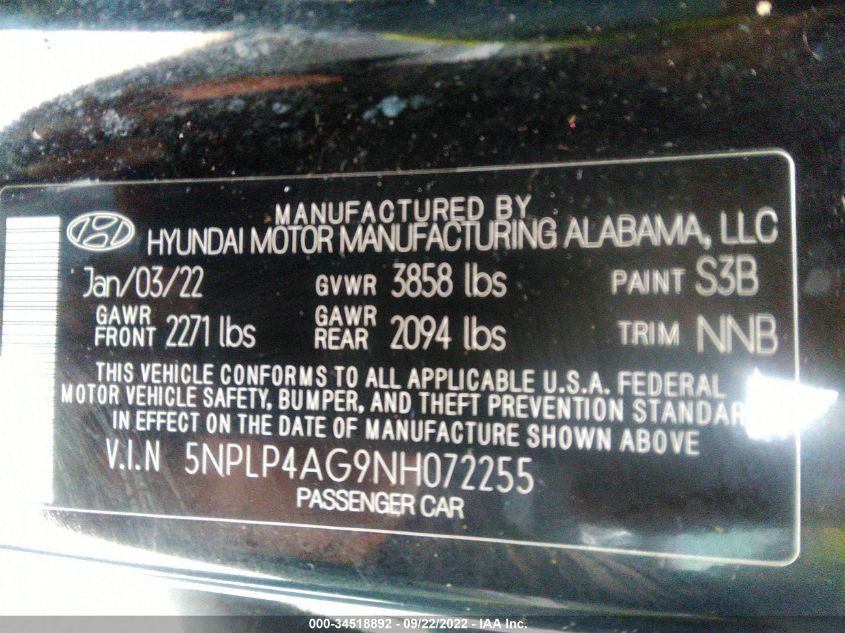 MANUFACTURED BY
HYUNDAI MOTOR MANUFACTURING ALABAMA, LLC
Jan/03/22 GVWR 3858 lbs PAINT S3B
GAWR FRONT 2271 lbs GAWR REAR 2094 lbs TRIM NNB
THIS VEHICLE CONFORMS TO ALL APPLICABLE U.S.A. FEDERAL
MOTOR VEHICLE SAFETY, BUMPER, AND THEFT PREVENTION STANDAR
IN EFFECT ON THE DATE OF MANUFACTURE SHOWN ABOVE
V.I.N 5NPLP4AG9NH072255
PASSENGER CAR
000-34518892 - 09/22/2022 - IAA Inc.